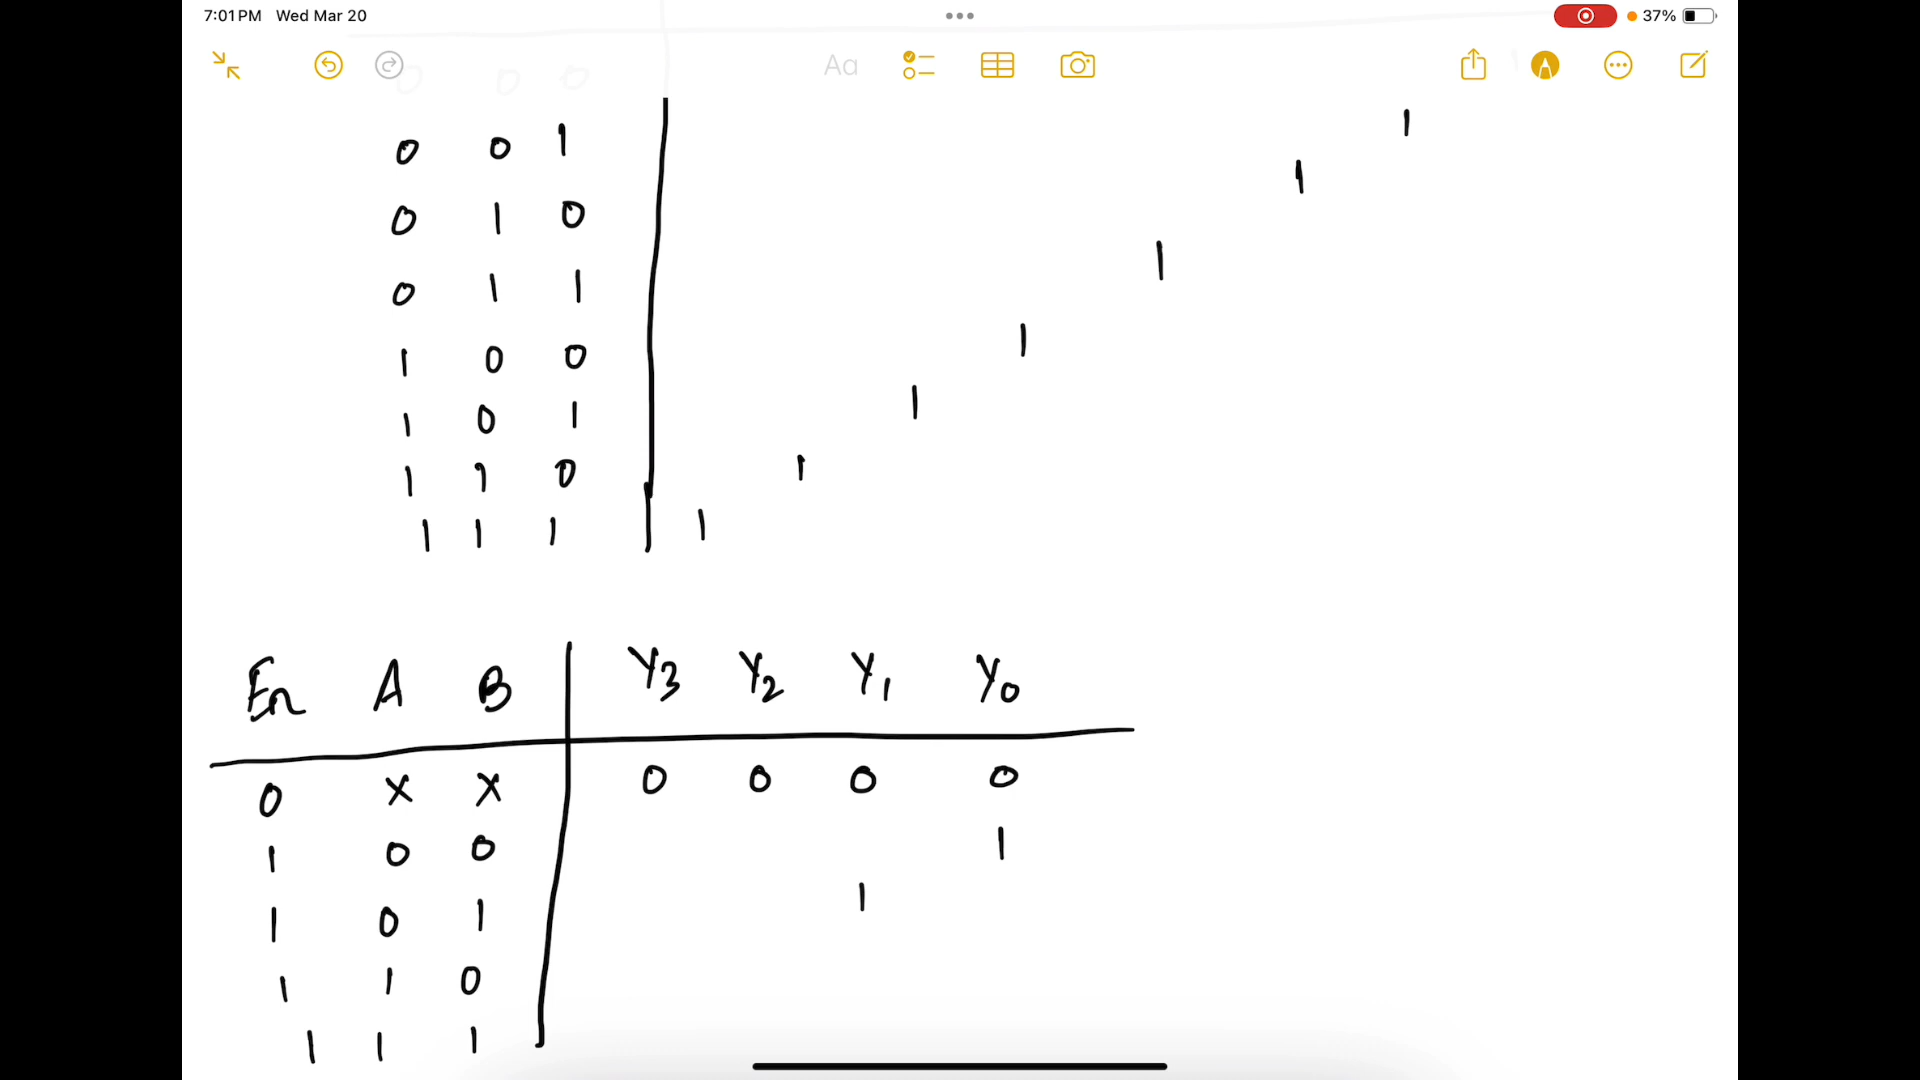 7:01 PM Wed Mar 20
37%
Aa
0 0 0
0 0 1 1
0 1 0 1
0 1 1 1
1 0 0 1
1 0 1 1
1 1 0 1
1 1 1 1
En A B Y3 Y2 Y1 Y0
0 X X 0 0 0 0
1 0 0 1
1 0 1 1
1 1 0
1 1 1